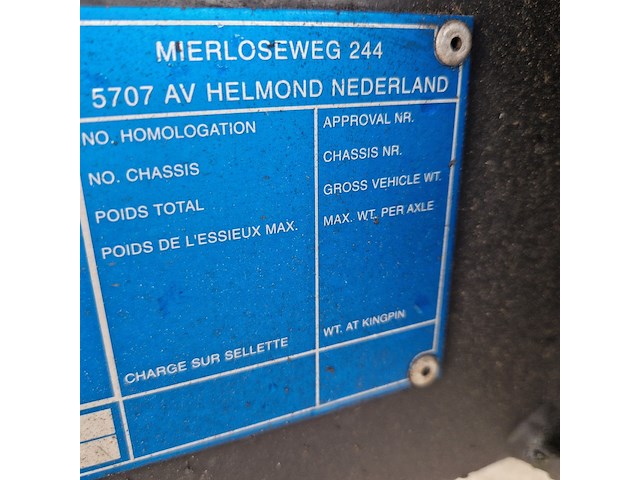 MIERLOSEWEG 244
5707 AV HELMOND NEDERLAND
NO. HOMOLOGATION
APPROVAL NR.
NO. CHASSIS
CHASSIS NR.
POIDS TOTAL
GROSS VEHICLE WT.
POIDS DE L'ESSIEUX MAX.
MAX. WT. PER AXLE
CHARGE SUR SELLETTE
WT. AT KINGPIN